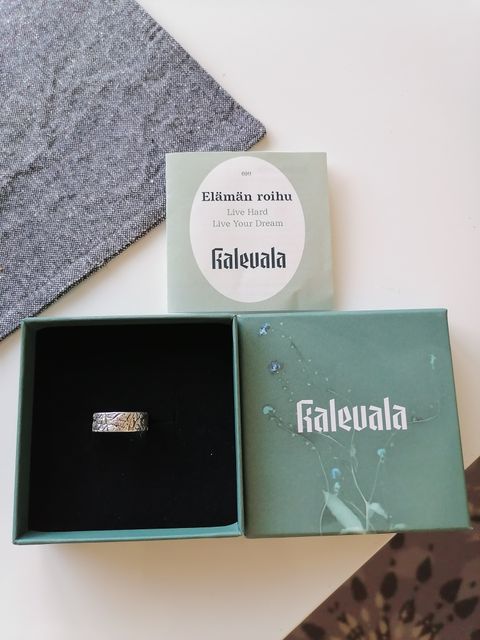 Elämän roihu
Live Hard
Live Your Dream
Kalevala
Kalevala